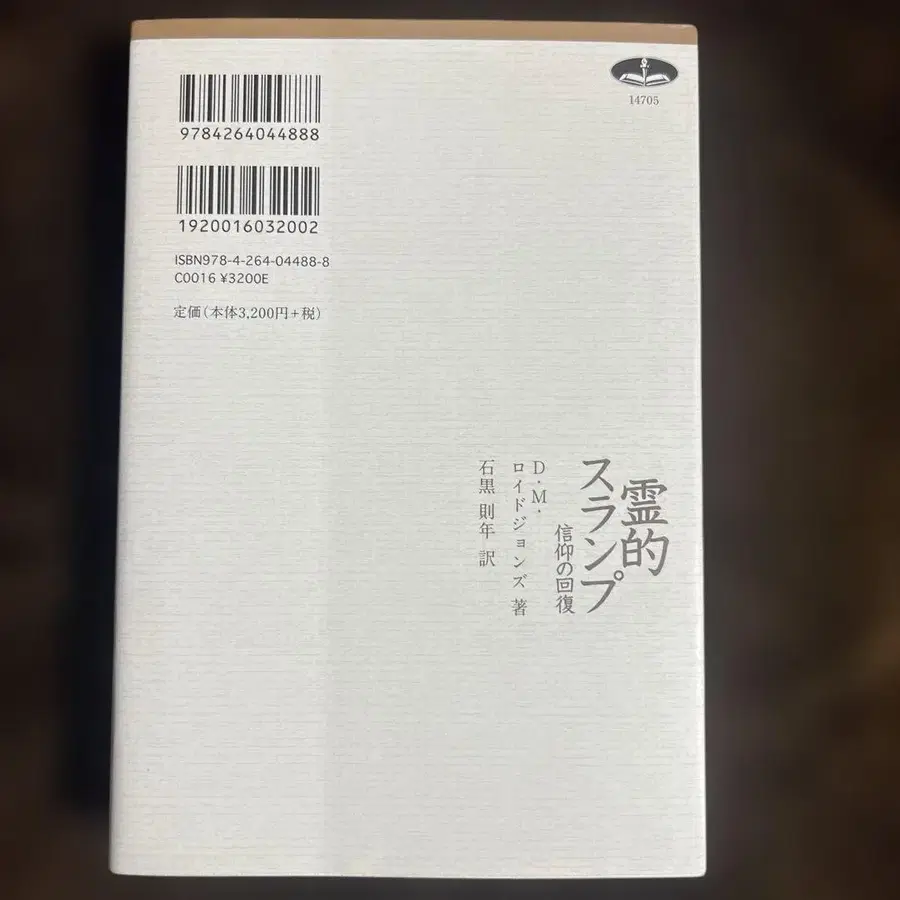 9784264044888
1920016032002
ISBN978-4-264-04488-8
C0016 ¥3200E
定価(本体3,200円+税)
14705
霊的
スランプ
信仰の回復
D・M・
ロイドジョンズ 著
石黒 則年 訳